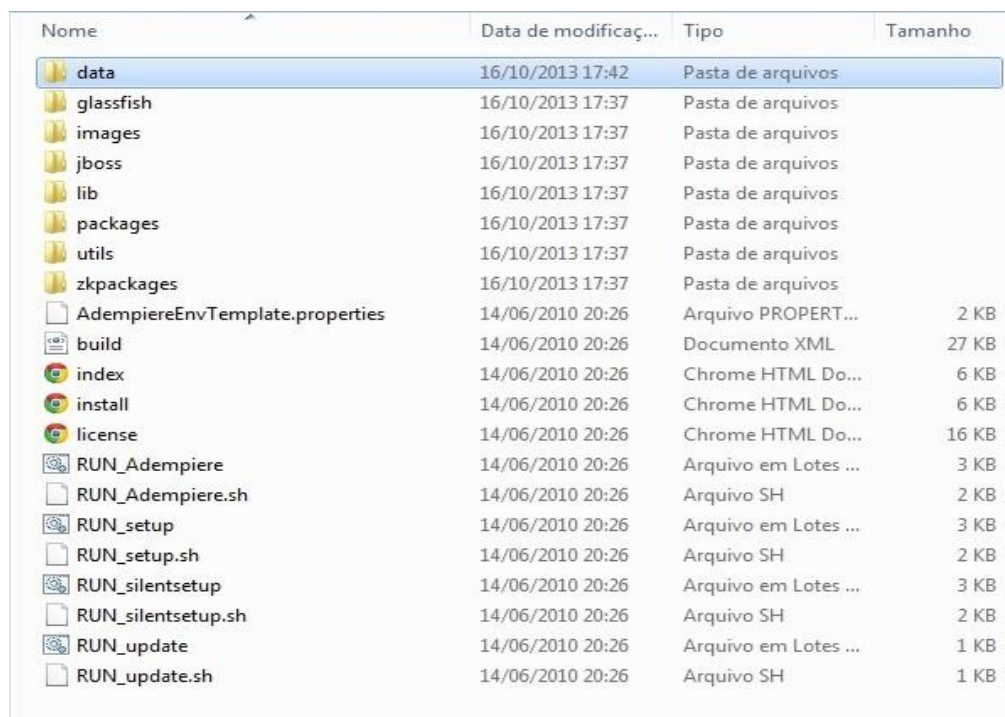 Nome Data de modificaç... Tipo Tamanho
data 16/10/2013 17:42 Pasta de arquivos
glassfish 16/10/2013 17:37 Pasta de arquivos
images 16/10/2013 17:37 Pasta de arquivos
jboss 16/10/2013 17:37 Pasta de arquivos
lib 16/10/2013 17:37 Pasta de arquivos
packages 16/10/2013 17:37 Pasta de arquivos
utils 16/10/2013 17:37 Pasta de arquivos
zkpackages 16/10/2013 17:37 Pasta de arquivos
AdempiereEnvTemplate.properties 14/06/2010 20:26 Arquivo PROPERT... 2 KB
build 14/06/2010 20:26 Documento XML 27 KB
index 14/06/2010 20:26 Chrome HTML Do... 6 KB
install 14/06/2010 20:26 Chrome HTML Do... 6 KB
license 14/06/2010 20:26 Chrome HTML Do... 16 KB
RUN_Adempiere 14/06/2010 20:26 Arquivo em Lotes ... 3 KB
RUN_Adempiere.sh 14/06/2010 20:26 Arquivo SH 2 KB
RUN_setup 14/06/2010 20:26 Arquivo em Lotes ... 3 KB
RUN_setup.sh 14/06/2010 20:26 Arquivo SH 2 KB
RUN_silentsetup 14/06/2010 20:26 Arquivo em Lotes ... 3 KB
RUN_silentsetup.sh 14/06/2010 20:26 Arquivo SH 2 KB
RUN_update 14/06/2010 20:26 Arquivo em Lotes ... 1 KB
RUN_update.sh 14/06/2010 20:26 Arquivo SH 1 KB